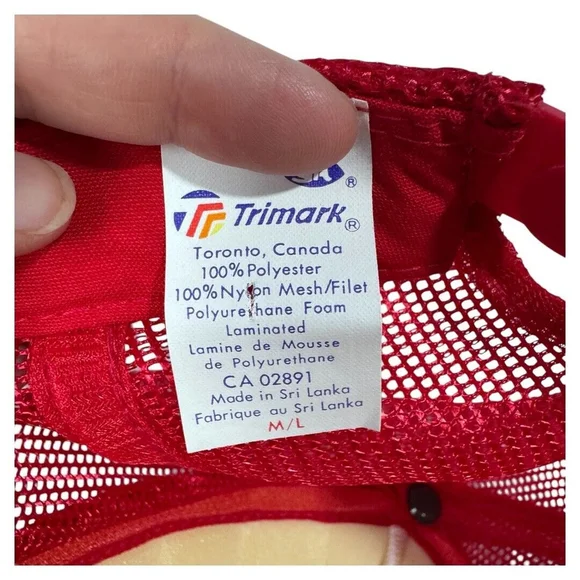 Trimark ®
Toronto, Canada
100% Polyester
100% Nylon Mesh/Filet
Polyurethane Foam
Laminated
Lamine de Mousse
de Polyurethane
CA 02891
Made in Sri Lanka
Fabrique au Sri Lanka
M/L